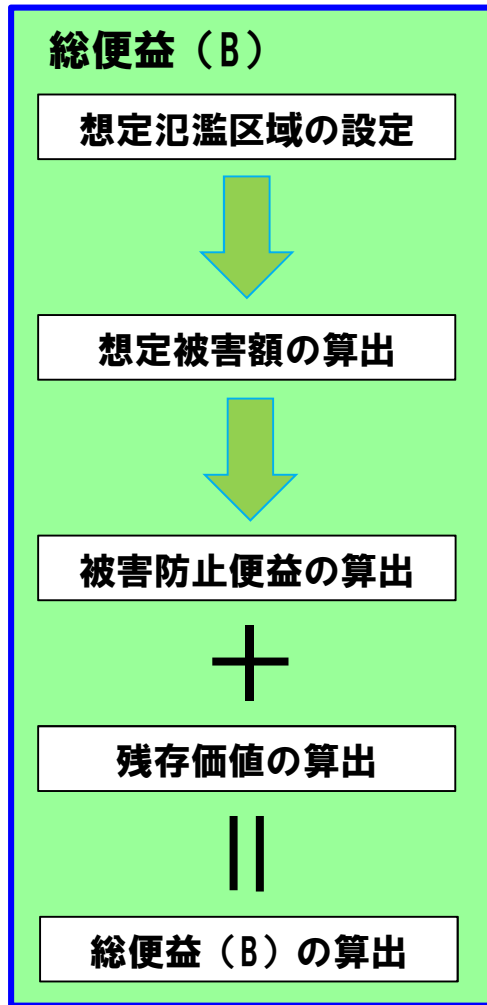 総便益（B）
想定氾濫区域の設定
想定被害額の算出
被害防止便益の算出
＋
残存価値の算出
||
総便益（B）の算出